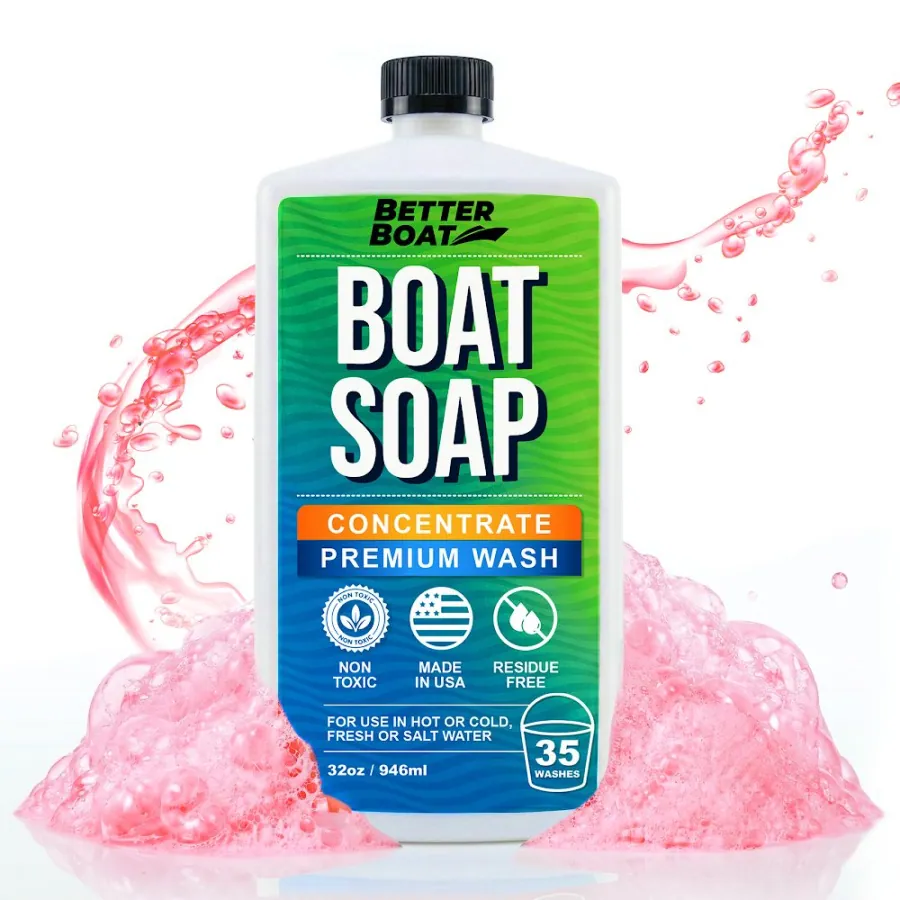 BETTER
BOAT
BOAT
SOAP
CONCENTRATE
PREMIUM WASH
NON TOXIC
NON TOXIC
NON
TOXIC
MADE
IN USA
RESIDUE
FREE
FOR USE IN HOT OR COLD,
FRESH OR SALT WATER
35
WASHES
32oz / 946ml